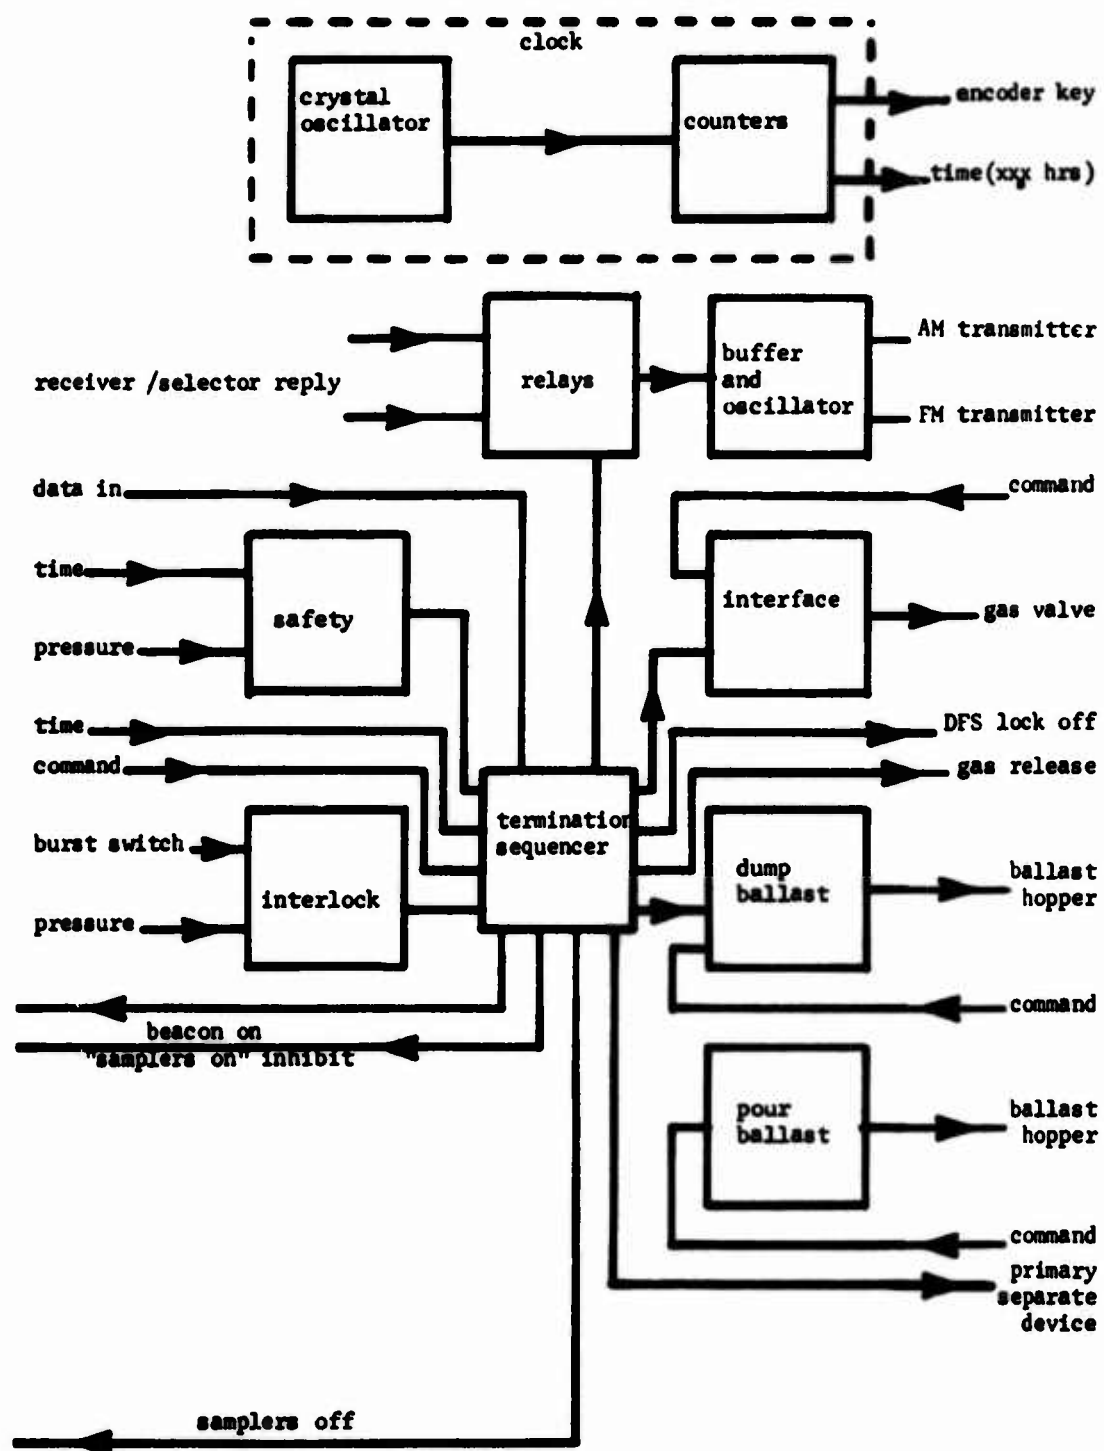 clock
crystal
oscillator
counters
encoder key
time(xxx hrs)
receiver /selector reply
relays
buffer
and
oscillator
AM transmitter
FM transmitter
data in
command
time
safety
pressure
interface
gas valve
time
command
DFS lock off
gas release
termination
sequencer
burst switch
interlock
pressure
dump
ballast
ballast
hopper
command
beacon on
"samplers on" inhibit
pour
ballast
ballast
hopper
command
primary
separate
device
samplers off